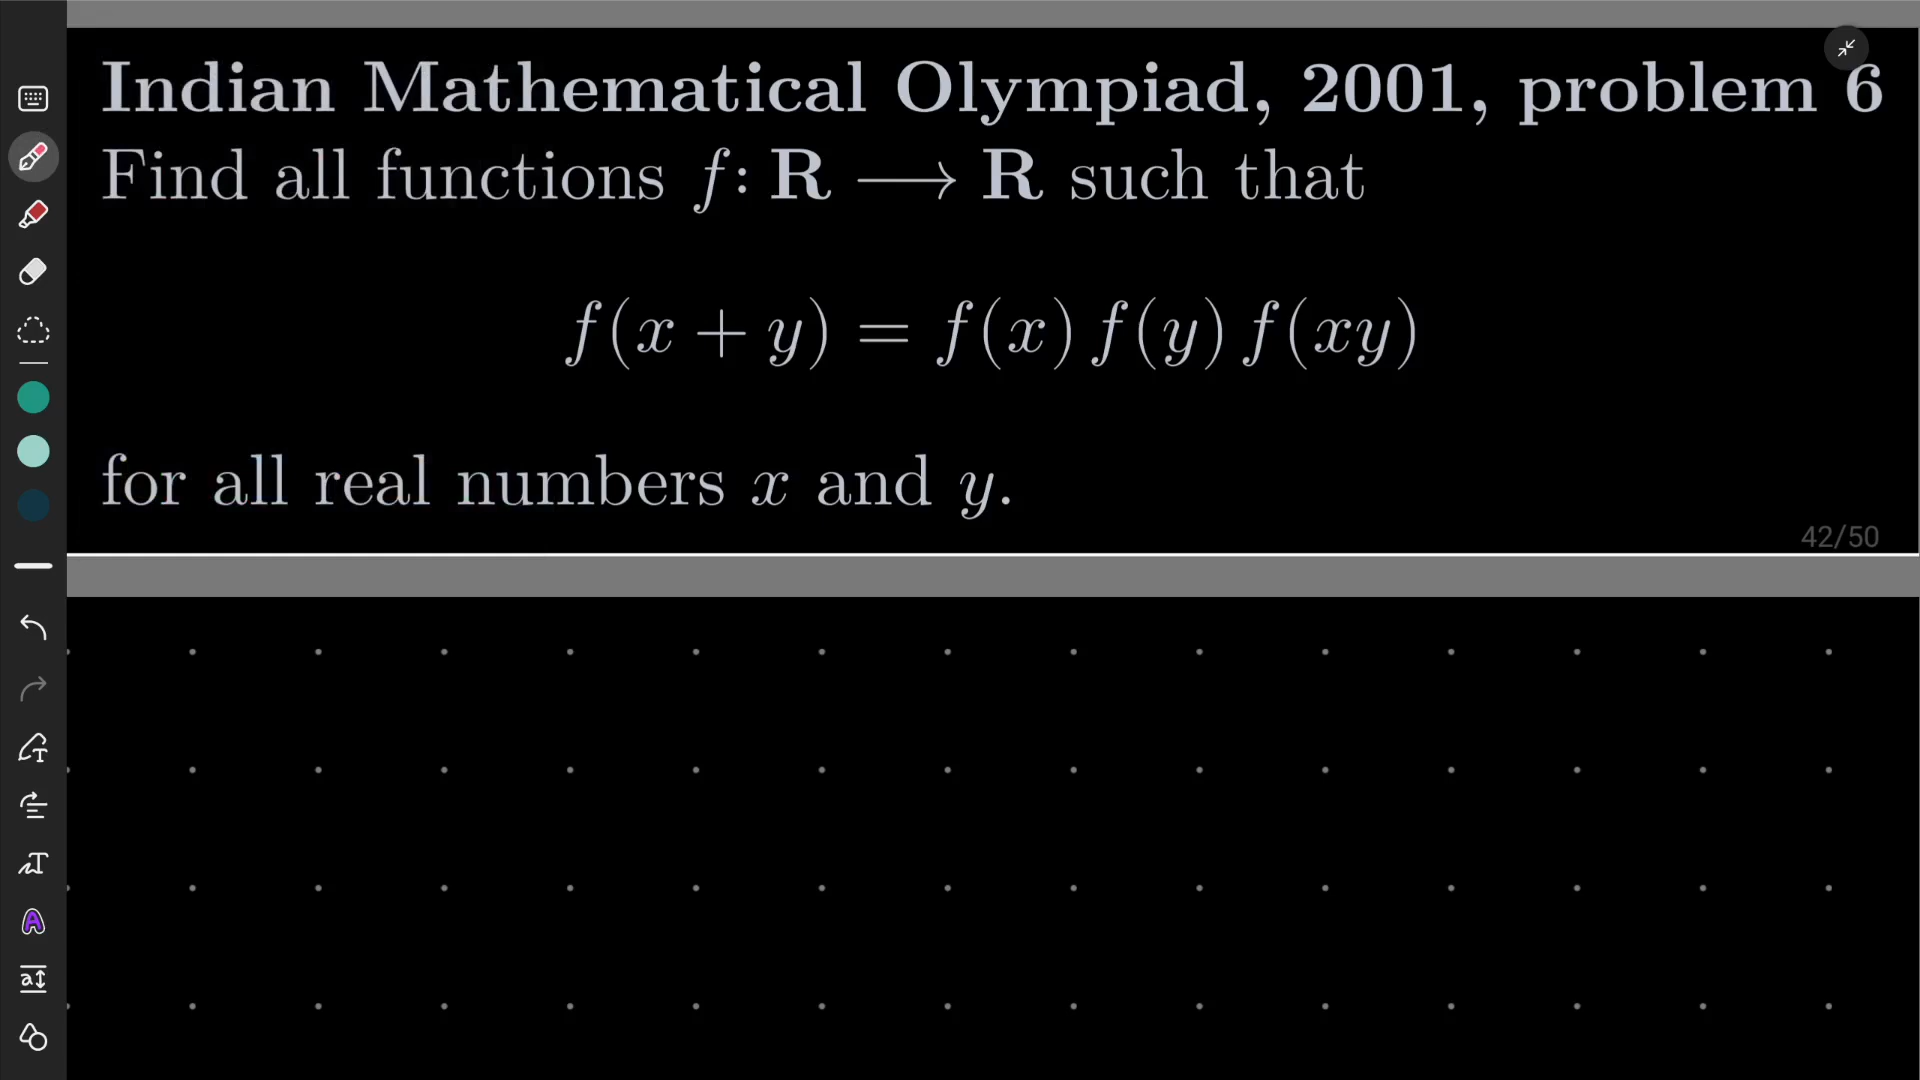 Indian Mathematical Olympiad, 2001, problem 6
Find all functions f: R ⟶ R such that
f(x + y) = f(x) f(y) f(xy)
for all real numbers x and y.
42/50